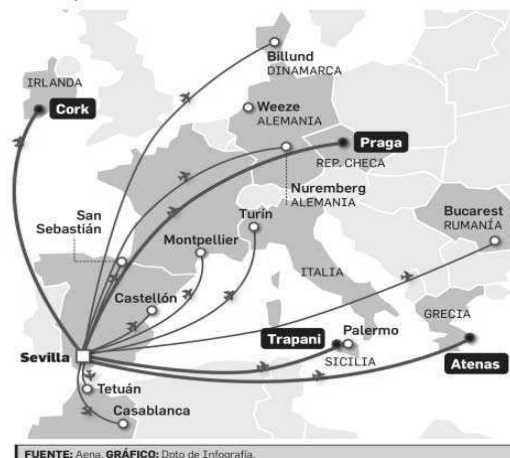 Billund
DINAMARCA
IRLANDA
Cork
Weeze
ALEMANIA
Praga
REP. CHECA
Nuremberg
ALEMANIA
San
Sebastián
Turín
Montpellier
Bucarest
RUMANÍA
ITALIA
Castellón
GRECIA
Sevilla
Trapani
Palermo
SICILIA
Atenas
Tetuán
Casablanca
FUENTE: Aena. GRÁFICO: Dpto de Infografía.